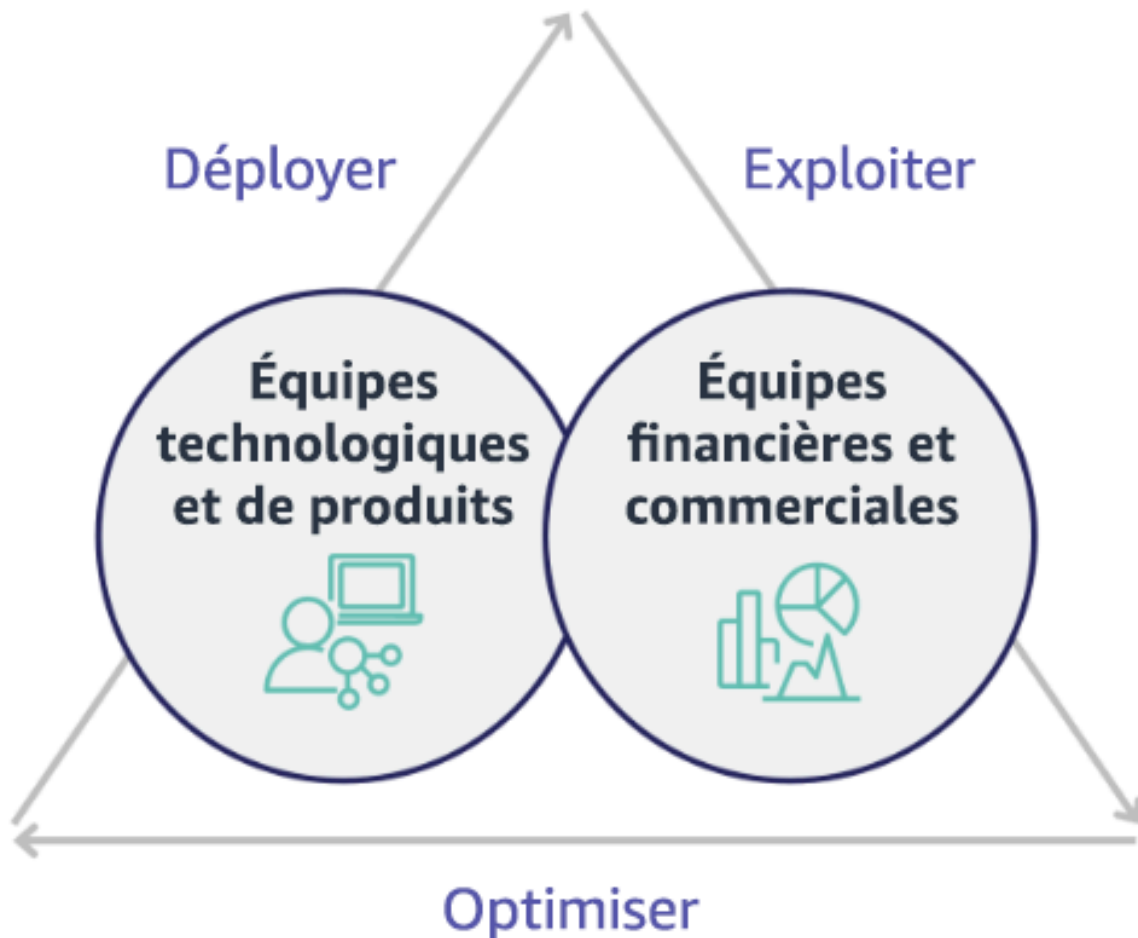 Déployer
Exploiter
Équipes
technologiques
et de produits
Équipes
financières et
commerciales
Optimiser